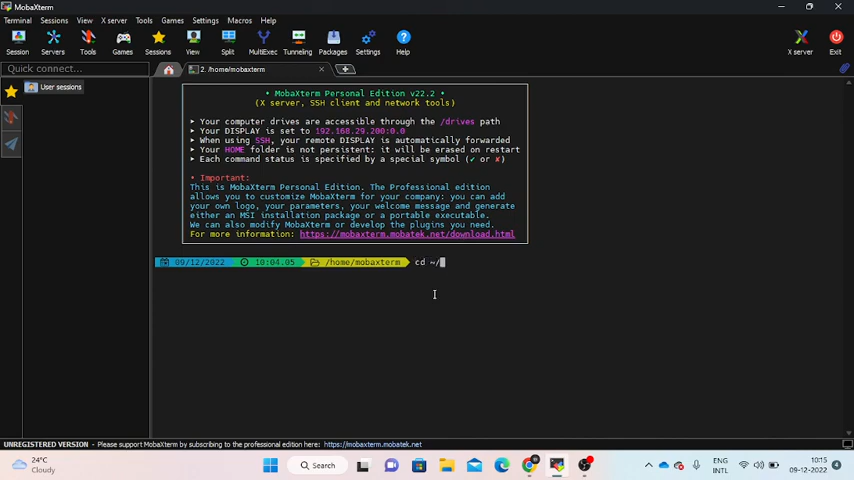 MobaXterm
Terminal Sessions View X server Tools Games Settings Macros Help
Session Servers Tools Games Sessions View Split MultiExec Tunneling Packages Settings Help X server Exit
Quick connect...
2. /home/mobaxterm
User sessions
• MobaXterm Personal Edition v22.2 •
(X server, SSH client and network tools)
➤ Your computer drives are accessible through the /drives path
➤ Your DISPLAY is set to 192.168.29.200:0.0
➤ When using SSH, your remote DISPLAY is automatically forwarded
➤ Your HOME folder is not persistent: it will be erased on restart
➤ Each command status is specified by a special symbol (✓ or ✗)
• Important:
This is MobaXterm Personal Edition. The Professional edition
allows you to customize MobaXterm for your company: you can add
your own logo, your parameters, your welcome message and generate
either an MSI installation package or a portable executable.
We can also modify MobaXterm or develop the plugins you need.
For more information: https://mobaxterm.mobatek.net/download.html
09/12/2022 10:04.05 /home/mobaxterm cd ~/
UNREGISTERED VERSION - Please support MobaXterm by subscribing to the professional edition here: https://mobaxterm.mobatek.net
24°C
Cloudy
Search
ENG
INTL
10:15
09-12-2022
4